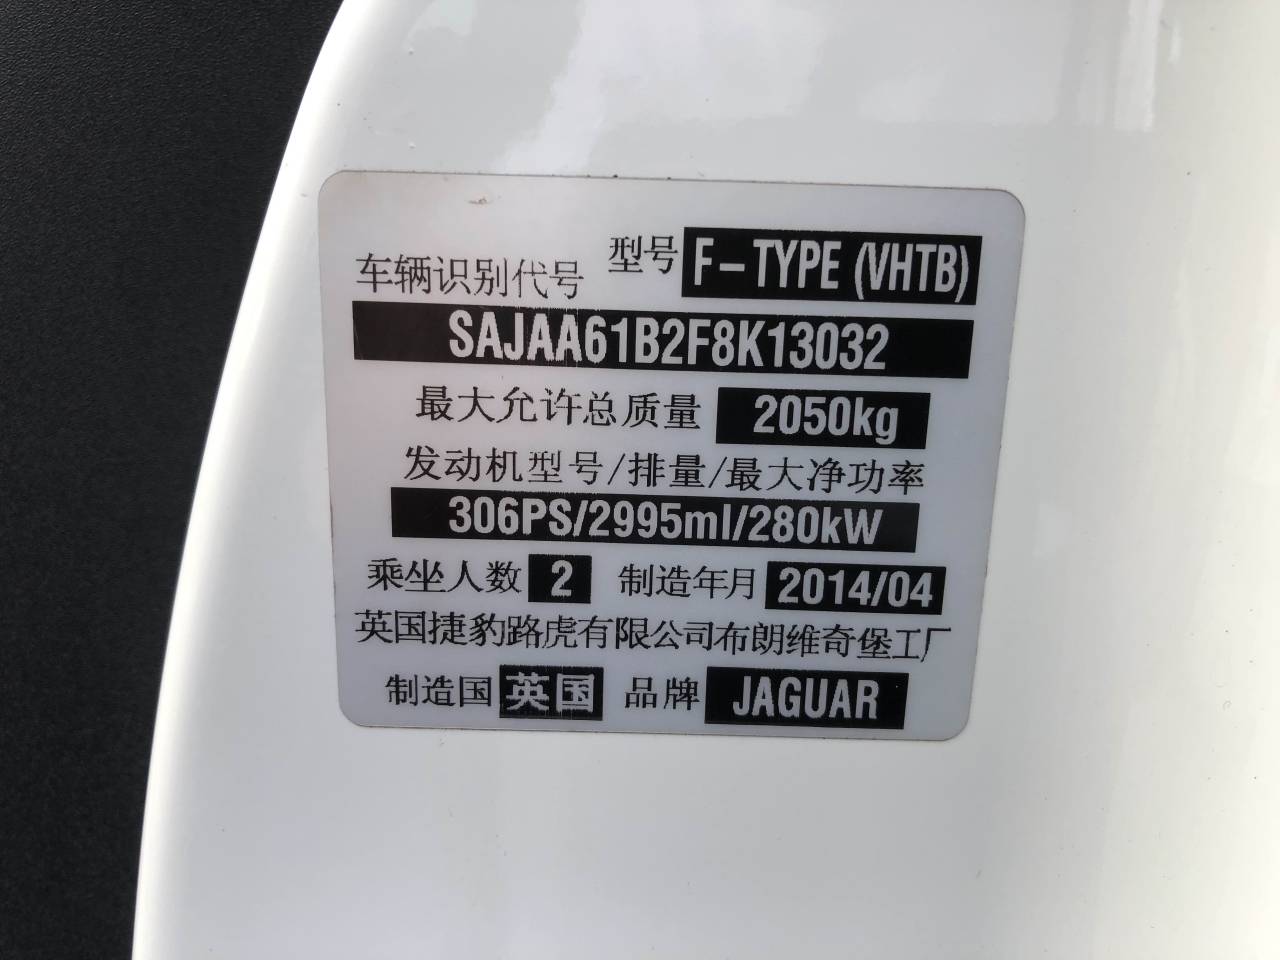 型号 F-TYPE (VHTB)
车辆识别代号
SAJAA61B2F8K13032
最大允许总质量 2050kg
发动机型号/排量/最大净功率
306PS/2995ml/280kW
乘坐人数 2 制造年月 2014/04
英国捷豹路虎有限公司布朗维奇堡工厂
制造国 英国 品牌 JAGUAR